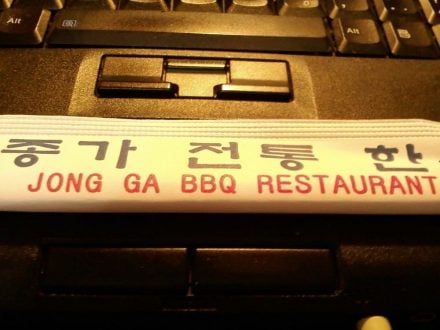 Alt
Alt
종가 전통 한
JONG GA BBQ RESTAURANT